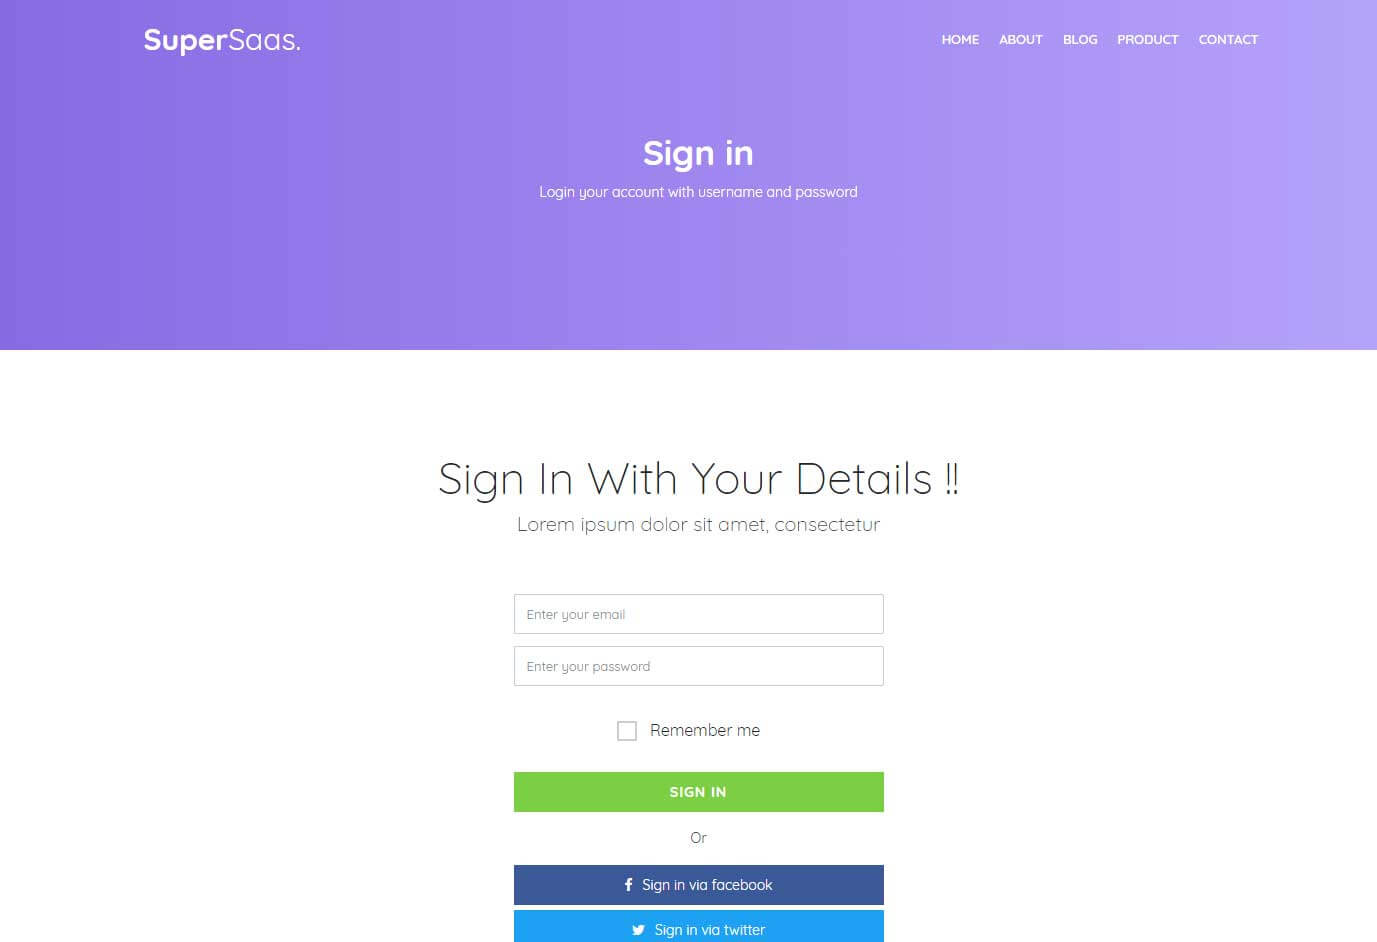 SuperSaas.
HOME ABOUT BLOG PRODUCT CONTACT
Sign in
Login your account with username and password
Sign In With Your Details !!
Lorem ipsum dolor sit amet, consectetur
Enter your email
Enter your password
Remember me
SIGN IN
Or
Sign in via facebook
Sign in via twitter